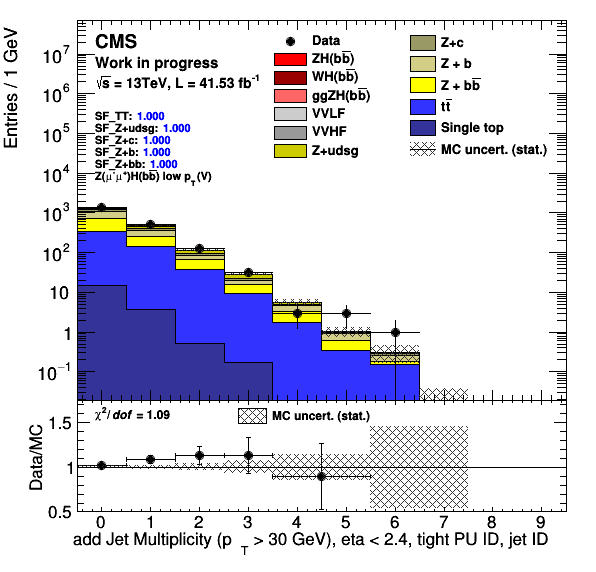 Entries / 1 GeV
10⁷
10⁶
10⁵
10⁴
10³
10²
10
1
10⁻¹
CMS
Work in progress
√s = 13TeV, L = 41.53 fb⁻¹
SF_TT: 1.000
SF_Z+udsg: 1.000
SF_Z+c: 1.000
SF_Z+b: 1.000
SF_Z+bb: 1.000
Z(μ⁻μ⁺)H(bb̅) low p_T(V)
Data
ZH(bb̅)
WH(bb̅)
ggZH(bb̅)
VVLF
VVHF
Z+udsg
Z+c
Z + b
Z + bb̅
tt̅
Single top
MC uncert. (stat.)
Data/MC
1.5
1
0.5
χ²/ dof = 1.09
MC uncert. (stat.)
0 1 2 3 4 5 6 7 8 9
add Jet Multiplicity (p_T > 30 GeV), eta < 2.4, tight PU ID, jet ID